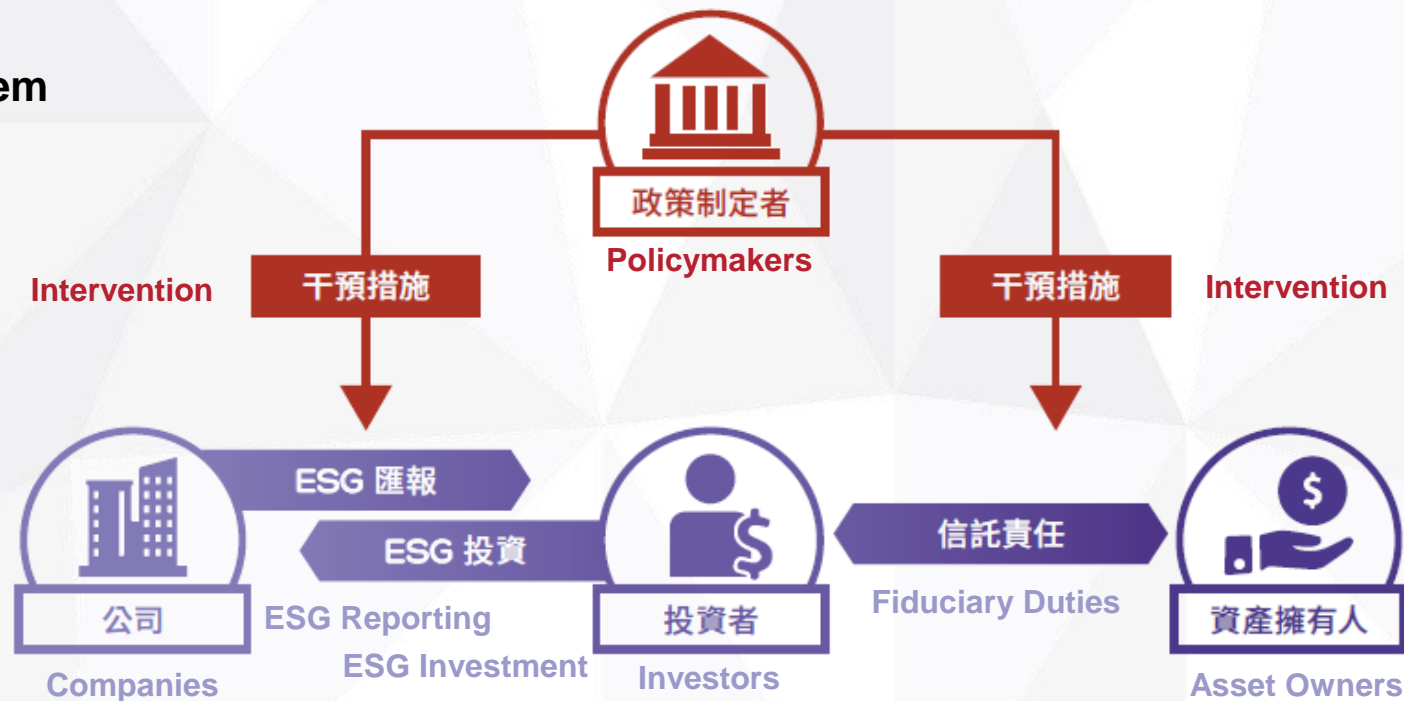 em
政策制定者
Policymakers
Intervention
干預措施
干預措施
Intervention
ESG 匯報
ESG 投資
信託責任
公司
ESG Reporting
投資者
Fiduciary Duties
資產擁有人
ESG Investment
Companies
Investors
Asset Owners